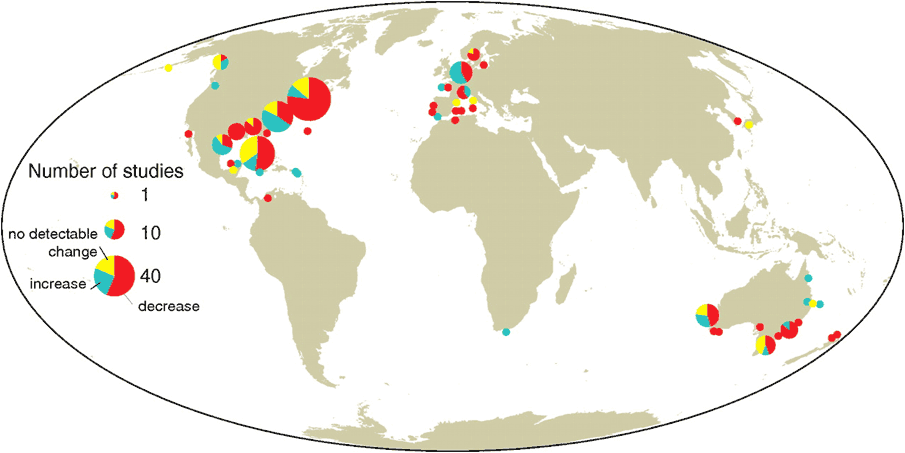 Number of studies
1
10
no detectable
change
40
increase
decrease